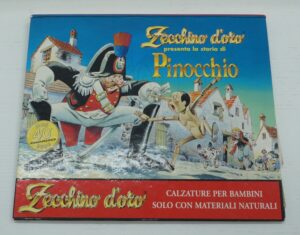 Zecchino d'oro
presenta la storia di
Pinocchio
Zecchino d'oro
CALZATURE PER BAMBINI
SOLO CON MATERIALI NATURALI